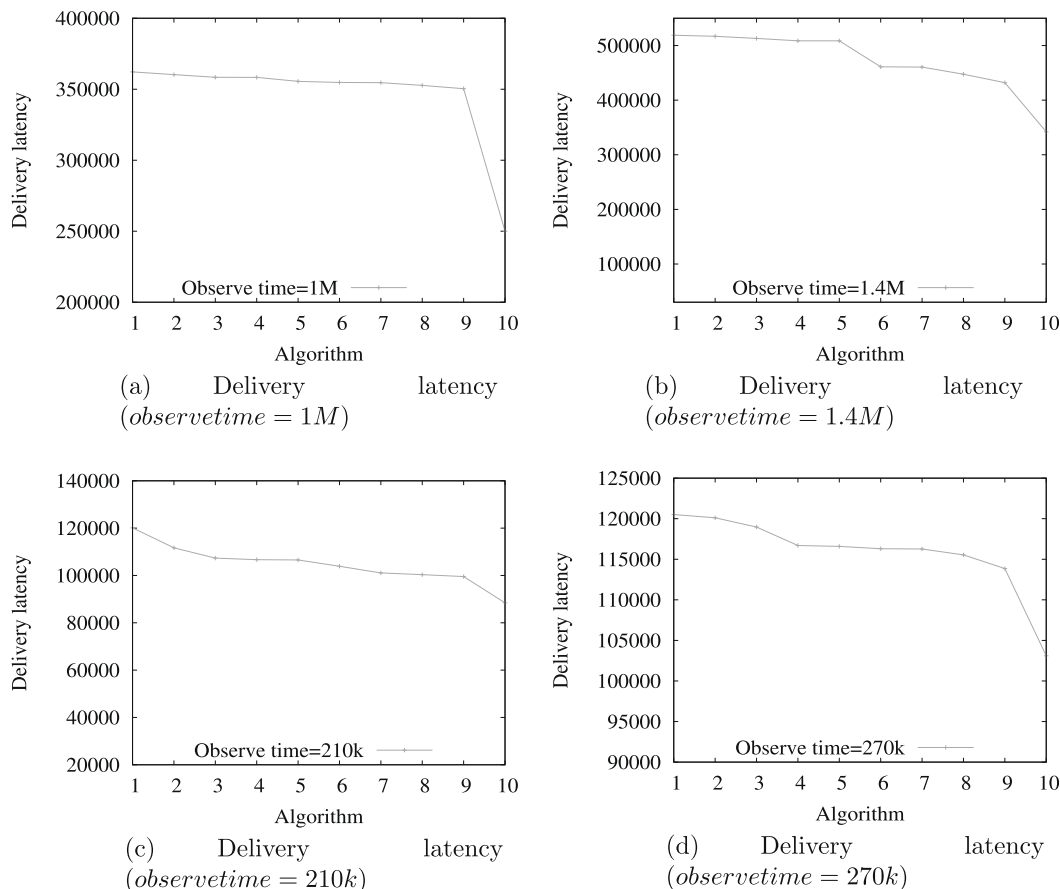 400000
350000
300000
250000
200000
Delivery latency
Observe time=1M
1 2 3 4 5 6 7 8 9 10
Algorithm
(a) Delivery latency
(observetime = 1M)
500000
400000
300000
200000
100000
Delivery latency
Observe time=1.4M
1 2 3 4 5 6 7 8 9 10
Algorithm
(b) Delivery latency
(observetime = 1.4M)
140000
120000
100000
80000
60000
40000
20000
Delivery latency
Observe time=210k
1 2 3 4 5 6 7 8 9 10
Algorithm
(c) Delivery latency
(observetime = 210k)
125000
120000
115000
110000
105000
100000
95000
90000
Delivery latency
Observe time=270k
1 2 3 4 5 6 7 8 9 10
Algorithm
(d) Delivery latency
(observetime = 270k)